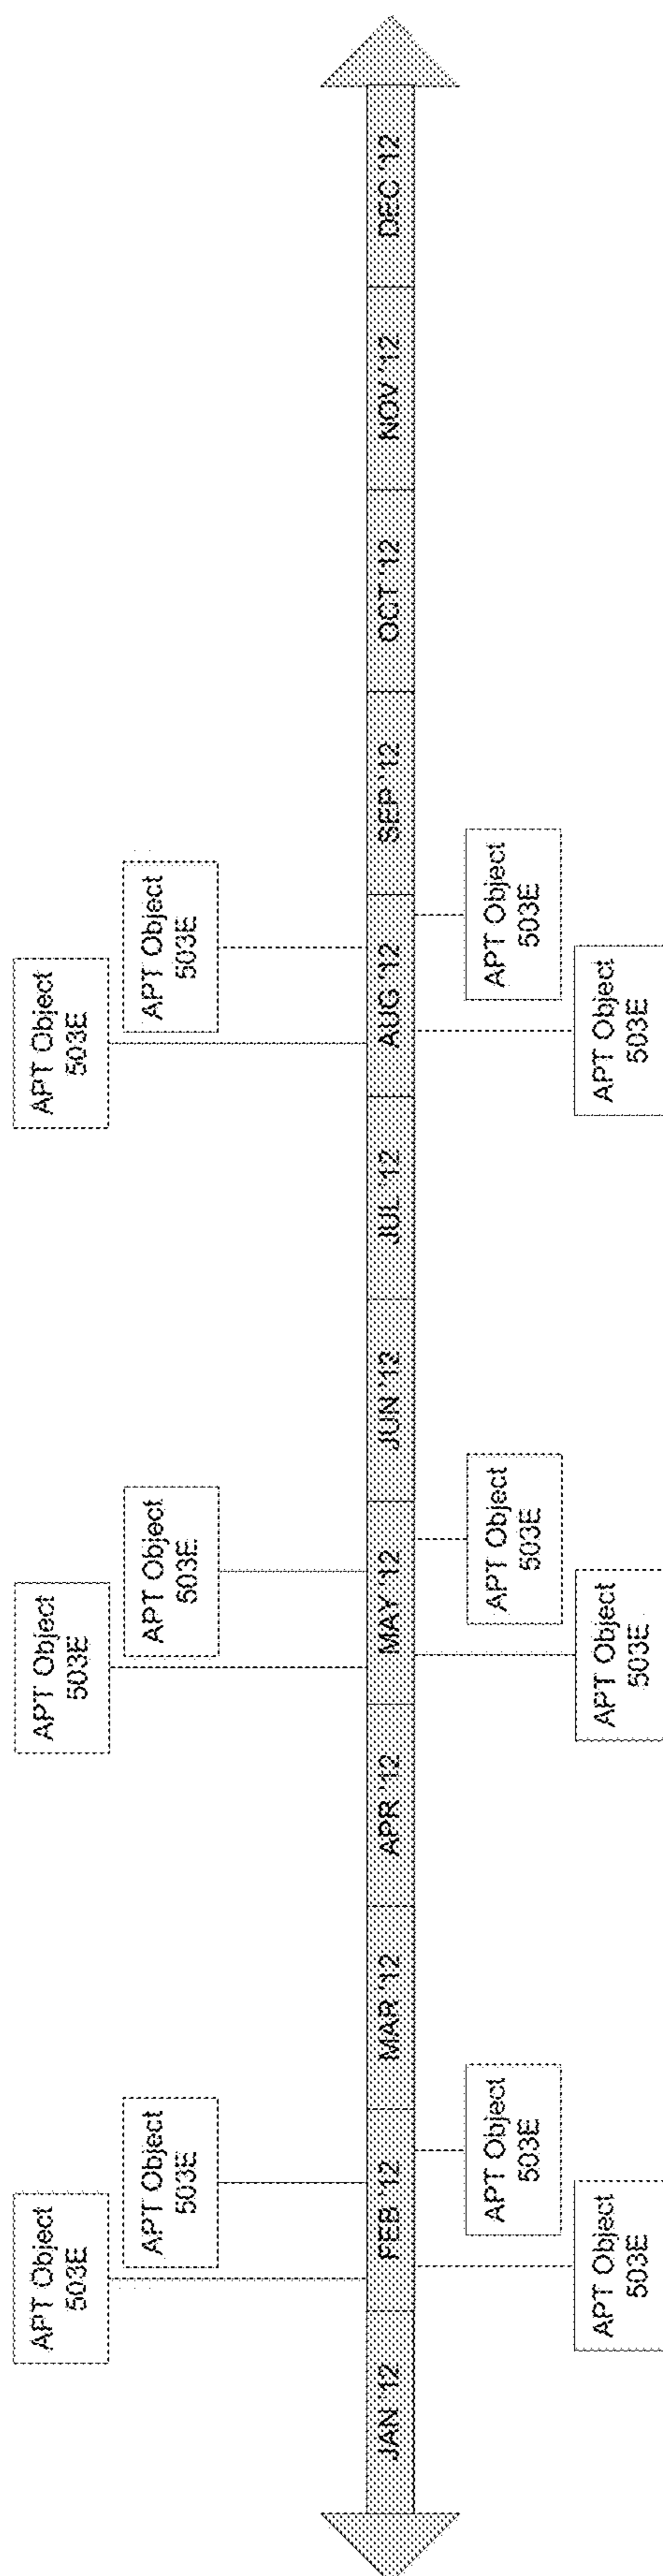 APT Object
503E
APT Object
503E
APT Object
503E
APT Object
503E
APT Object
503E
APT Object
503E
JAN '12
FEB '12
MAR '12
APR '12
MAY '12
JUN '12
JUL '12
AUG '12
SEP '12
OCT '12
NOV '12
DEC '12
APT Object
503E
APT Object
503E
APT Object
503E
APT Object
503E
APT Object
503E
APT Object
503E